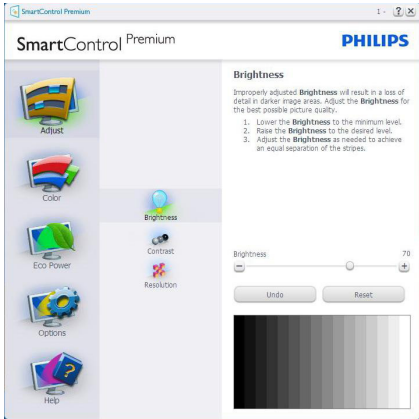 SmartControl Premium
1 - ? X
SmartControl Premium
PHILIPS
Adjust
Color
Eco Power
Options
Help
Brightness
Contrast
Resolution
Brightness
Improperly adjusted Brightness will result in a loss of
detail in darker image areas. Adjust the Brightness for
the best possible picture quality.
1. Lower the Brightness to the minimum level.
2. Raise the Brightness to the desired level.
3. Adjust the Brightness as needed to achieve
an equal separation of the stripes.
Brightness 70
Undo Reset